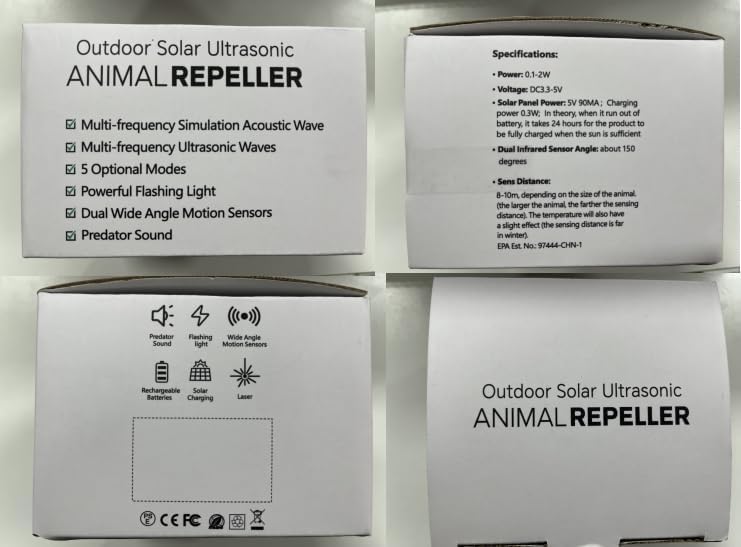 Outdoor Solar Ultrasonic
ANIMAL REPELLER
Multi-frequency Simulation Acoustic Wave
Multi-frequency Ultrasonic Waves
5 Optional Modes
Powerful Flashing Light
Dual Wide Angle Motion Sensors
Predator Sound
Specifications:
• Power: 0.1-2W
• Voltage: DC3.3-5V
• Solar Panel Power: 5V 90MA; Charging
power 0.3W; In theory, when it run out of
battery, it takes 24 hours for the product to
be fully charged when the sun is sufficient
• Dual Infrared Sensor Angle: about 150
degrees
• Sens Distance:
8-10m, depending on the size of the animal.
(the larger the animal, the farther the sensing
distance). The temperature will also have
a slight effect (the sensing distance is far
in winter).
EPA Est. No.: 97444-CHN-1
Predator
Sound
Flashing
light
Wide Angle
Motion Sensors
Rechargeable
Batteries
Solar
Charging
Laser
PS
E
CE FC
Outdoor Solar Ultrasonic
ANIMAL REPELLER